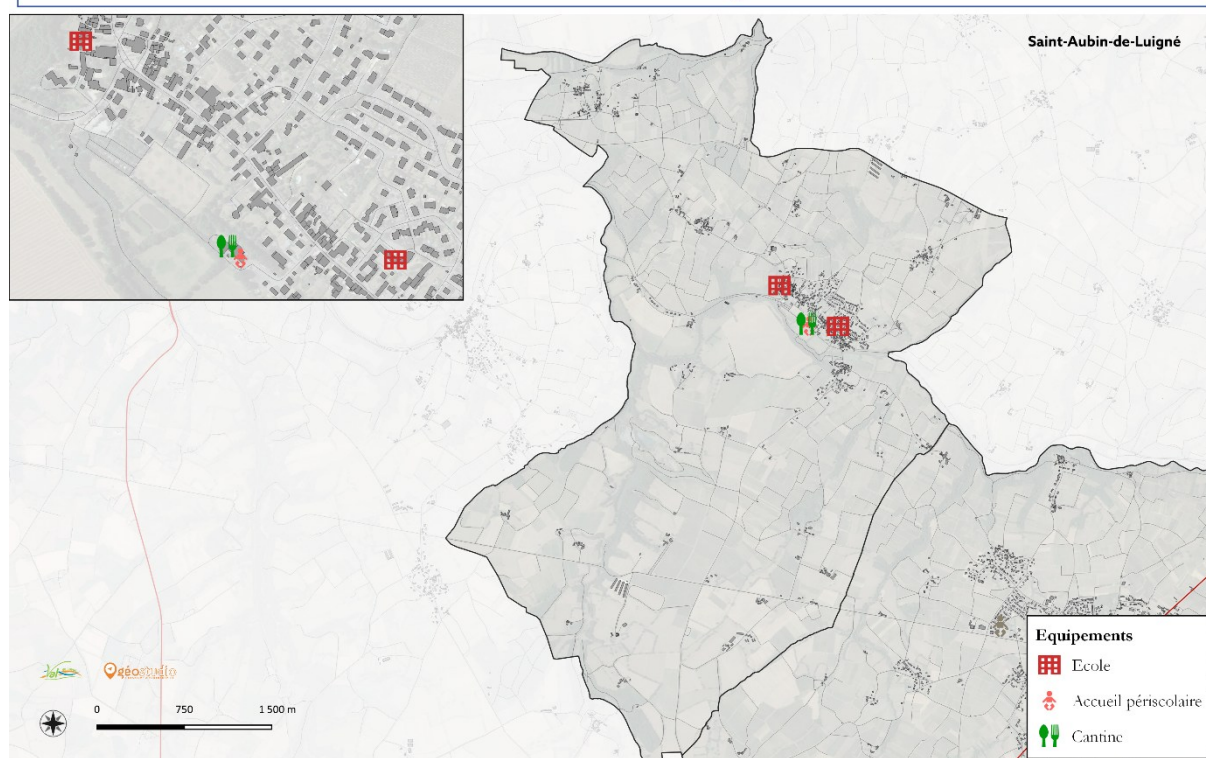 Saint-Aubin-de-Luigné
géostudio
0 750 1 500 m
Equipements
Ecole
Accueil périscolaire
Cantine